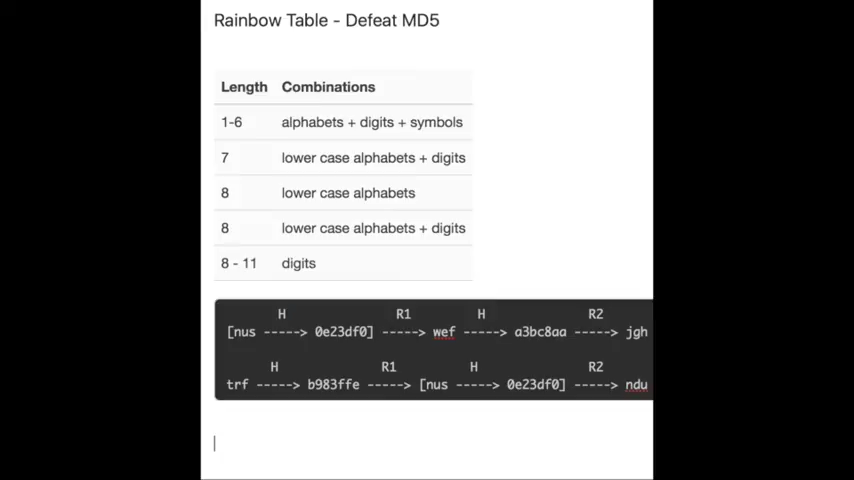 Rainbow Table - Defeat MD5
Length Combinations
1-6 alphabets + digits + symbols
7 lower case alphabets + digits
8 lower case alphabets
8 lower case alphabets + digits
8 - 11 digits
H R1 H R2
[nus -----> 0e23df0] -----> wef -----> a3bc8aa -----> jgh
H R1 H R2
trf -----> b983ffe -----> [nus -----> 0e23df0] -----> ndu